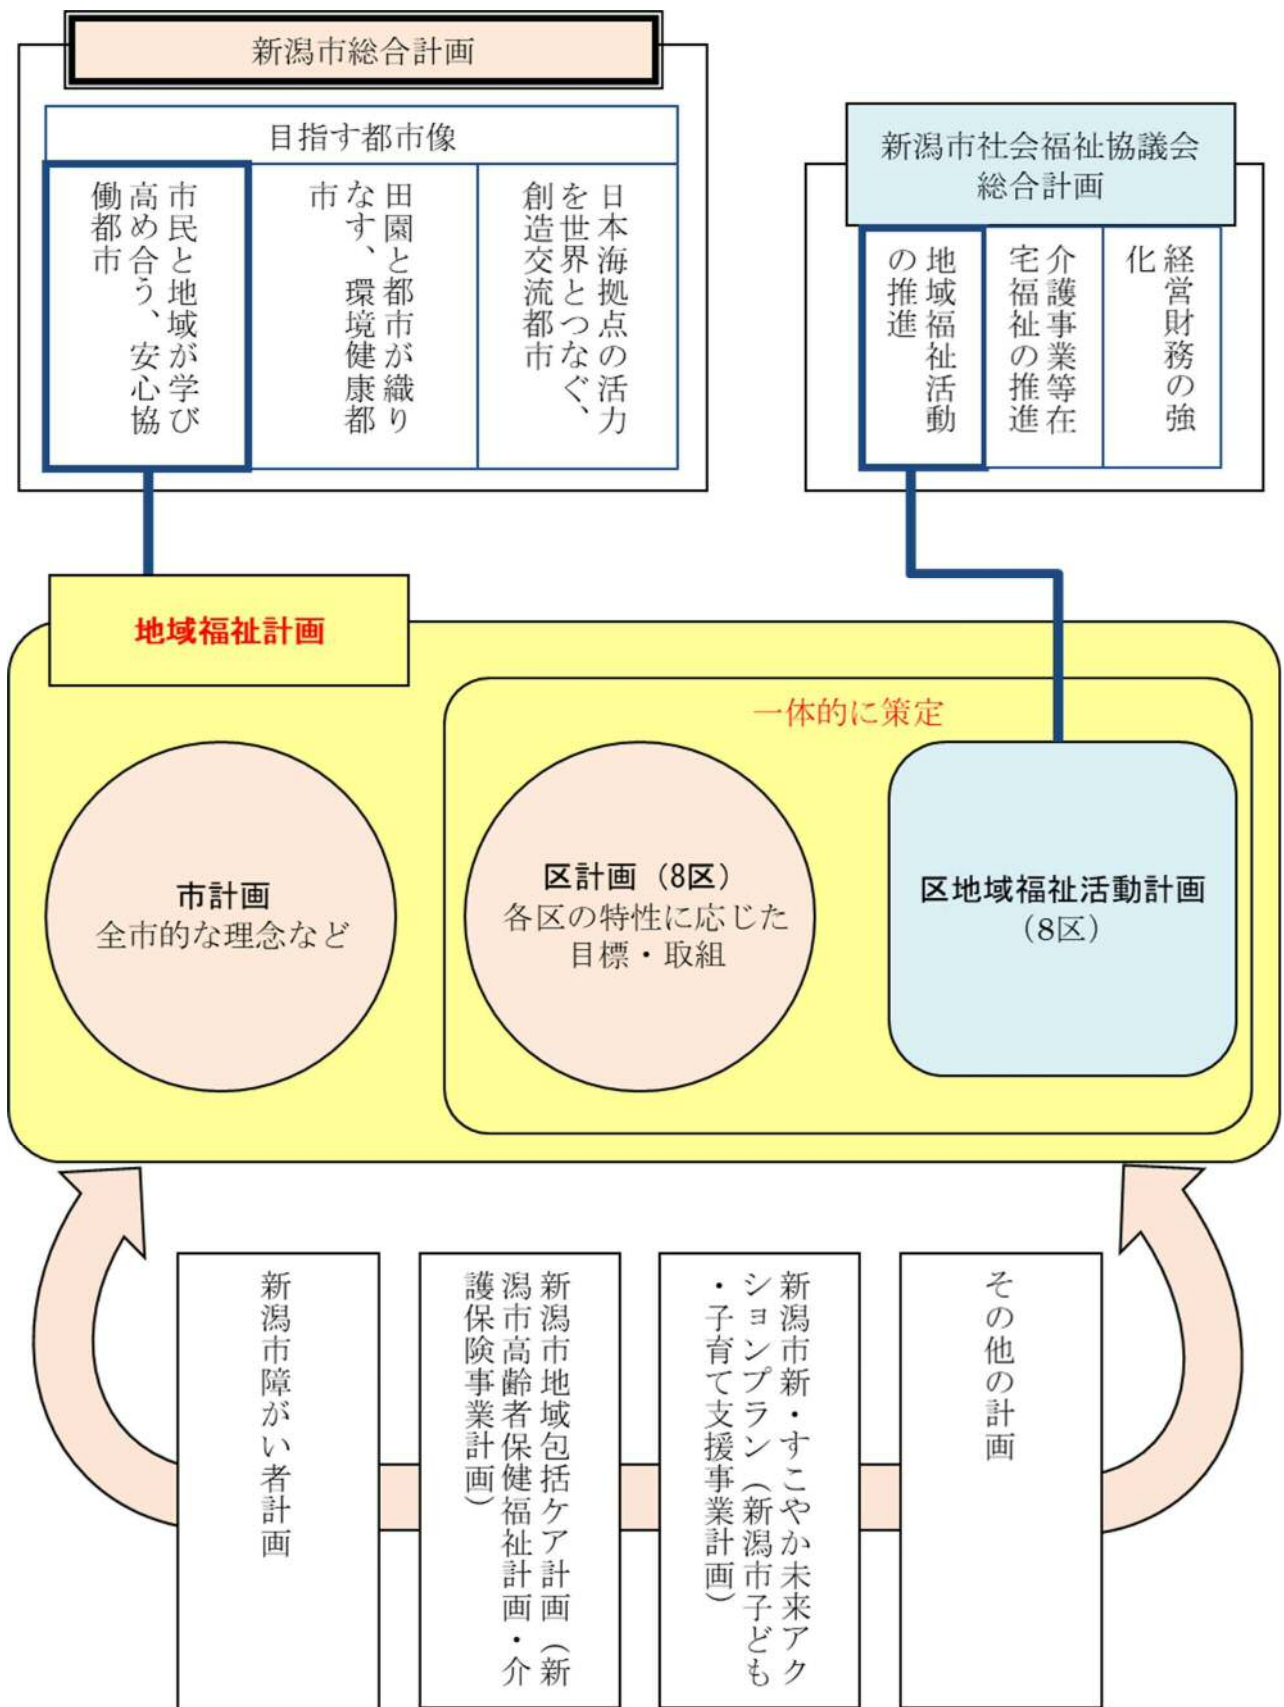 新潟市総合計画
目指す都市像
市民と地域が学び
高め合う、安心協
働都市
田園と都市が織り
なす、環境健康都
市
日本海拠点の活力
を世界とつなぐ、
創造交流都市
新潟市社会福祉協議会
総合計画
地域福祉活動
の推進
介護事業等在
宅福祉の推進
経営財務の強
化
地域福祉計画
一体的に策定
市計画
全市的な理念など
区計画（8区）
各区の特性に応じた
目標・取組
区地域福祉活動計画
（8区）
新潟市障がい者計画
新潟市地域包括ケア計画（新
潟市高齢者保健福祉計画・介
護保険事業計画）
新潟市新・すこやか未来アク
ションプラン（新潟市子ども
・子育て支援事業計画）
その他の計画